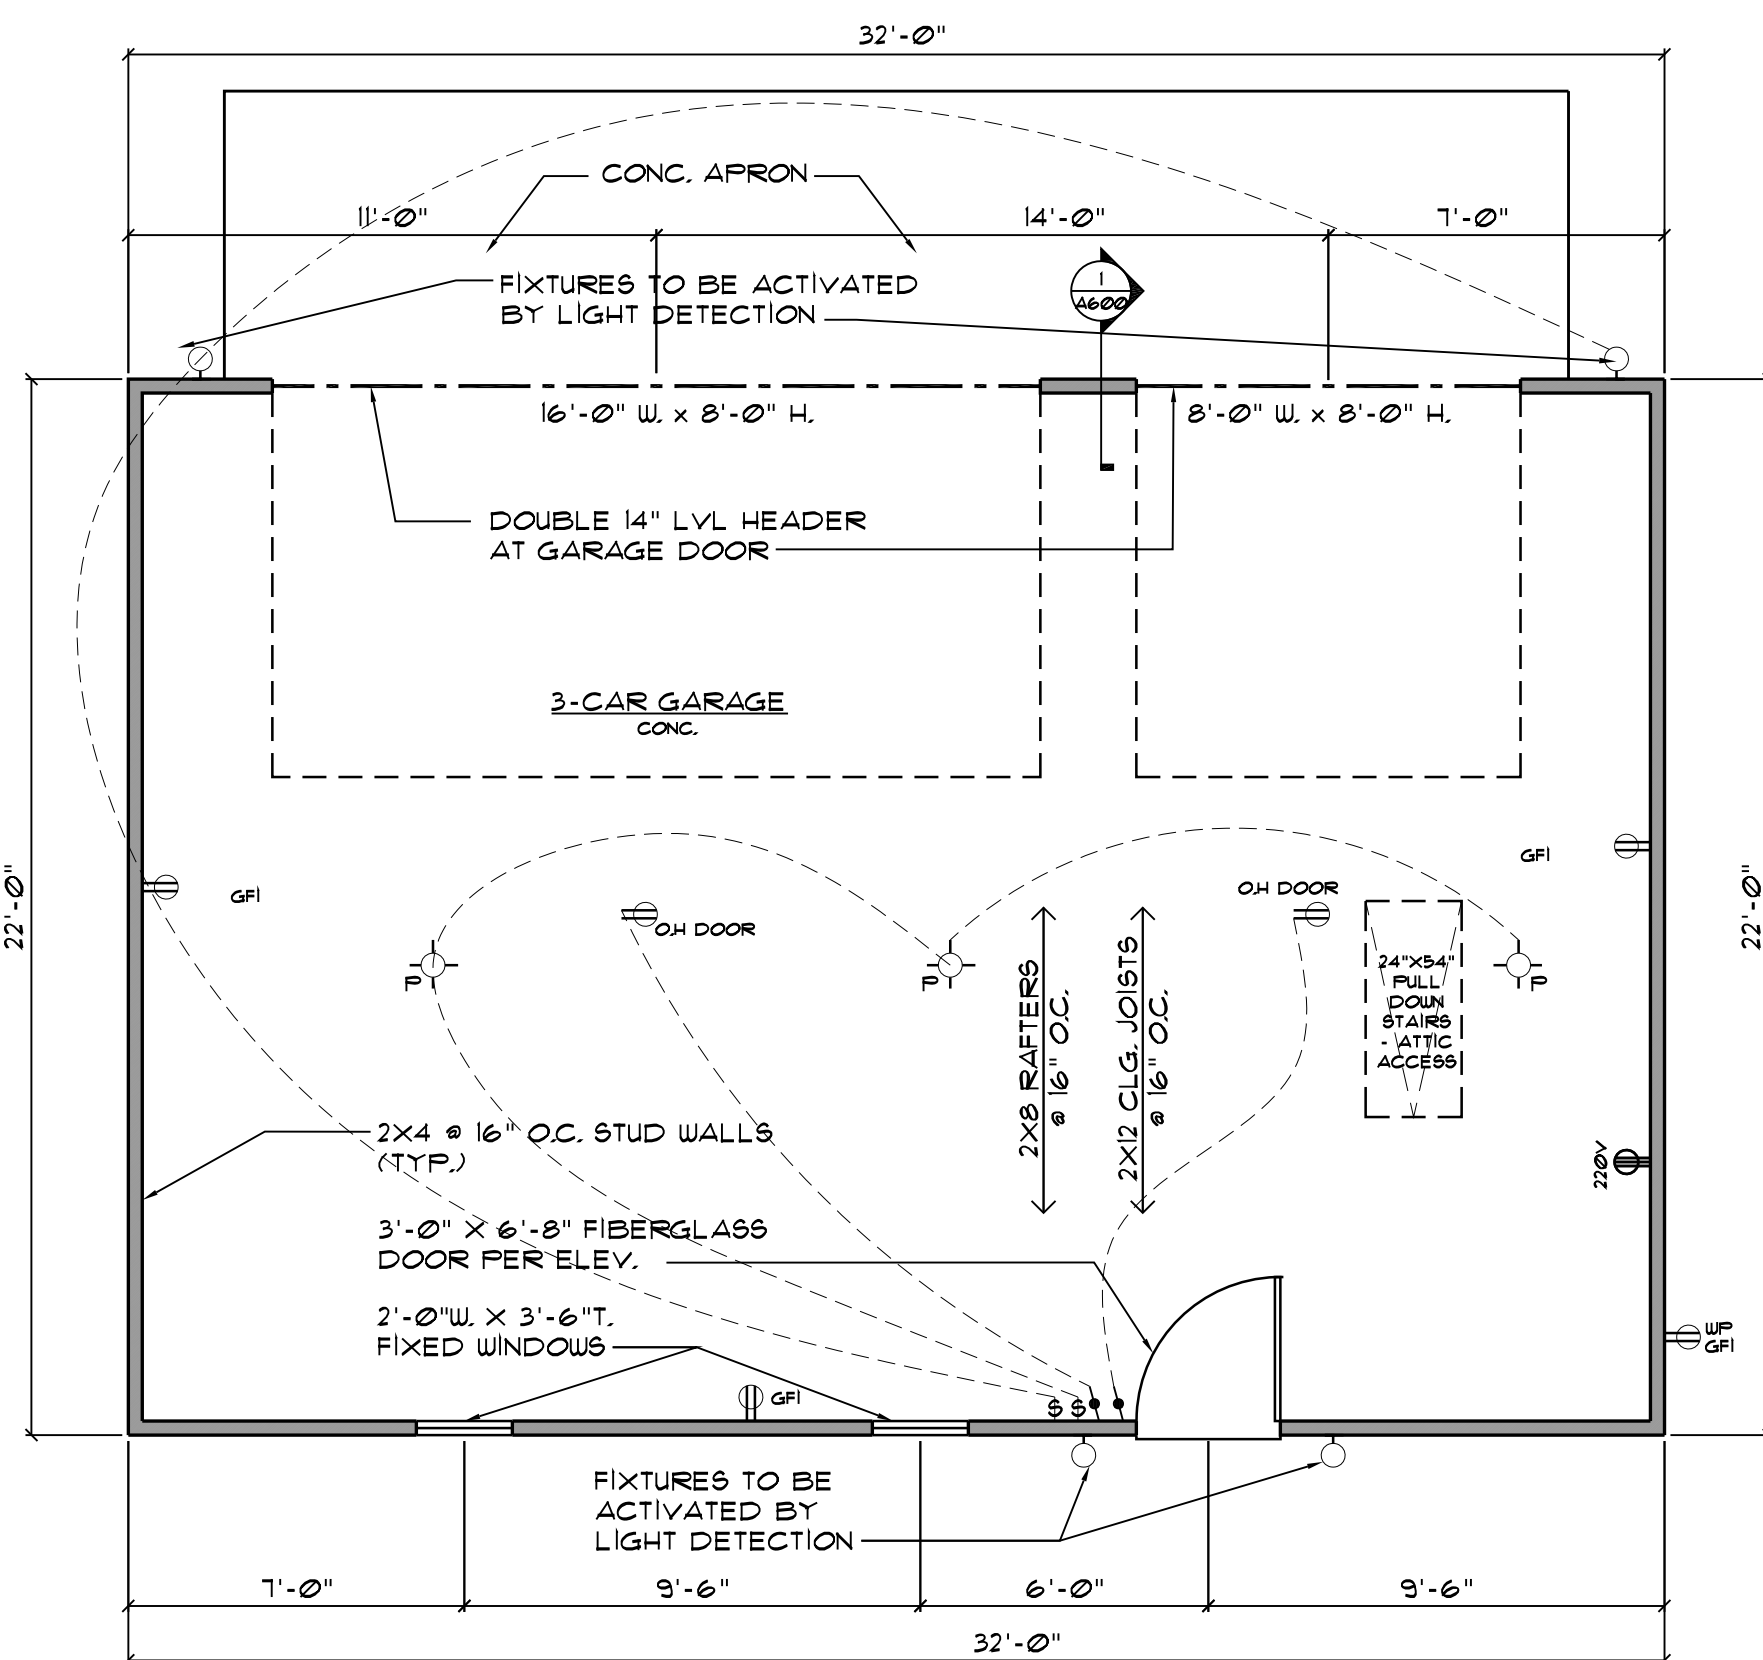 32'-0"
CONC. APRON
11'-0"
14'-0"
7'-0"
FIXTURES TO BE ACTIVATED
BY LIGHT DETECTION
1
A600
16'-0" W. x 8'-0" H.
8'-0" W. x 8'-0" H.
DOUBLE 14" LVL HEADER
AT GARAGE DOOR
3-CAR GARAGE
CONC.
22'-0"
22'-0"
GFI
GFI
O.H DOOR
O.H DOOR
P
P
P
2X8 RAFTERS
@ 16" O.C.
2X12 CLG. JOISTS
@ 16" O.C.
24"X54"
PULL
DOWN
STAIRS
- ATTIC
ACCESS
2X4 @ 16" O.C. STUD WALLS
(TYP.)
220V
3'-0" X 6'-8" FIBERGLASS
DOOR PER ELEV.
2'-0"W. X 3'-6"T.
FIXED WINDOWS
WP
GFI
GFI
$ $
FIXTURES TO BE
ACTIVATED BY
LIGHT DETECTION
7'-0"
9'-6"
6'-0"
9'-6"
32'-0"